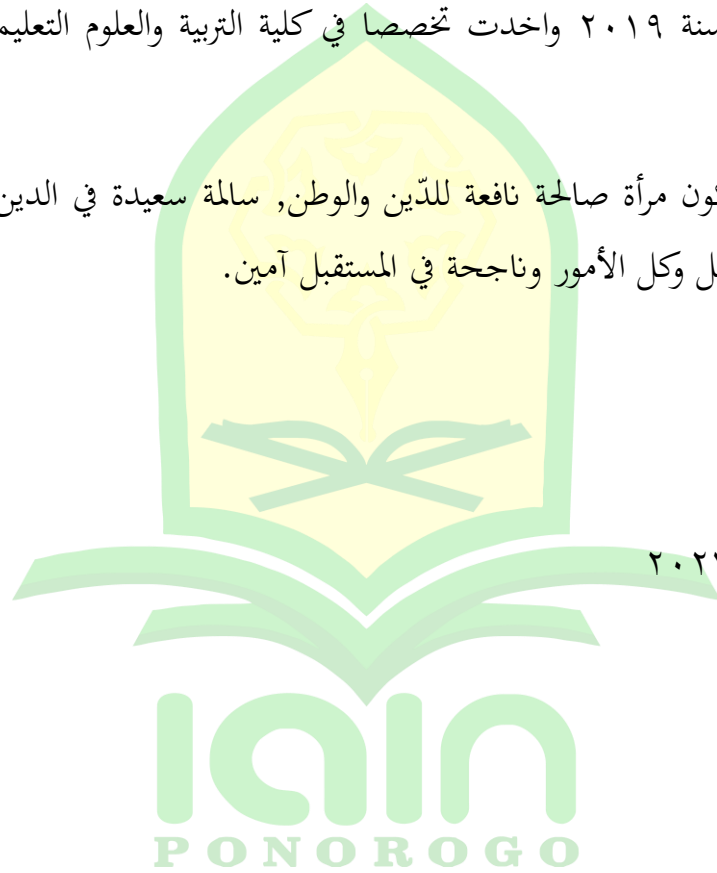 سنة ٢٠١٩ واخدت تخصصا في كلية التربية والعلوم التعليم
مرأة صالحة نافعة للدّين والوطن, سالمة سعيدة في الدين
وكل الأمور وناجحة في المستقبل آمين.
iain
PONOROGO